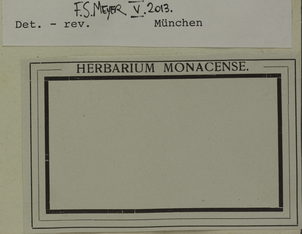 F.S. MEYER V. 2013.
Det. - rev. München
HERBARIUM MONACENSE.